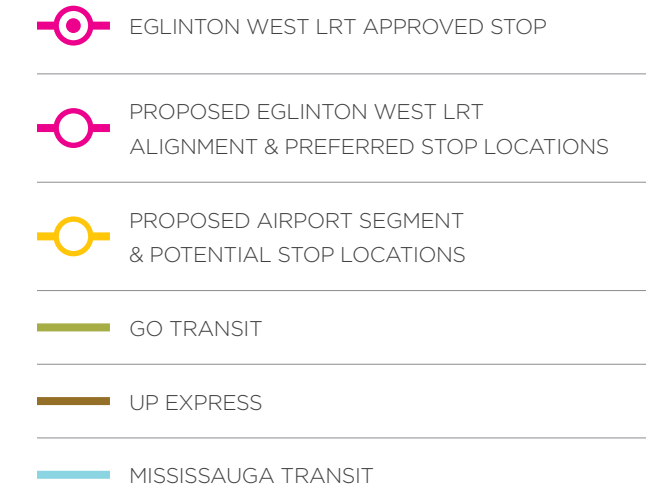 EGLINTON WEST LRT APPROVED STOP
PROPOSED EGLINTON WEST LRT
ALIGNMENT & PREFERRED STOP LOCATIONS
PROPOSED AIRPORT SEGMENT
& POTENTIAL STOP LOCATIONS
GO TRANSIT
UP EXPRESS
MISSISSAUGA TRANSIT